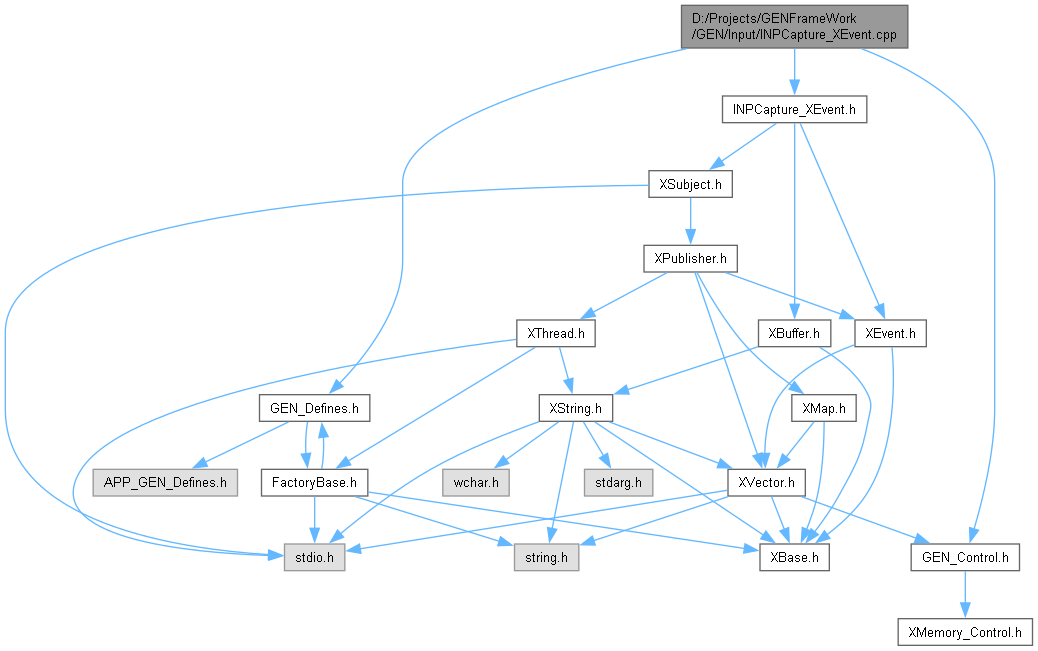 D:/Projects/GENFrameWork
/GEN/Input/INPCapture_XEvent.cpp
INPCapture_XEvent.h
XSubject.h
XPublisher.h
XThread.h
XBuffer.h
XEvent.h
GEN_Defines.h
XString.h
XMap.h
APP_GEN_Defines.h
FactoryBase.h
wchar.h
stdarg.h
XVector.h
stdio.h
string.h
XBase.h
GEN_Control.h
XMemory_Control.h